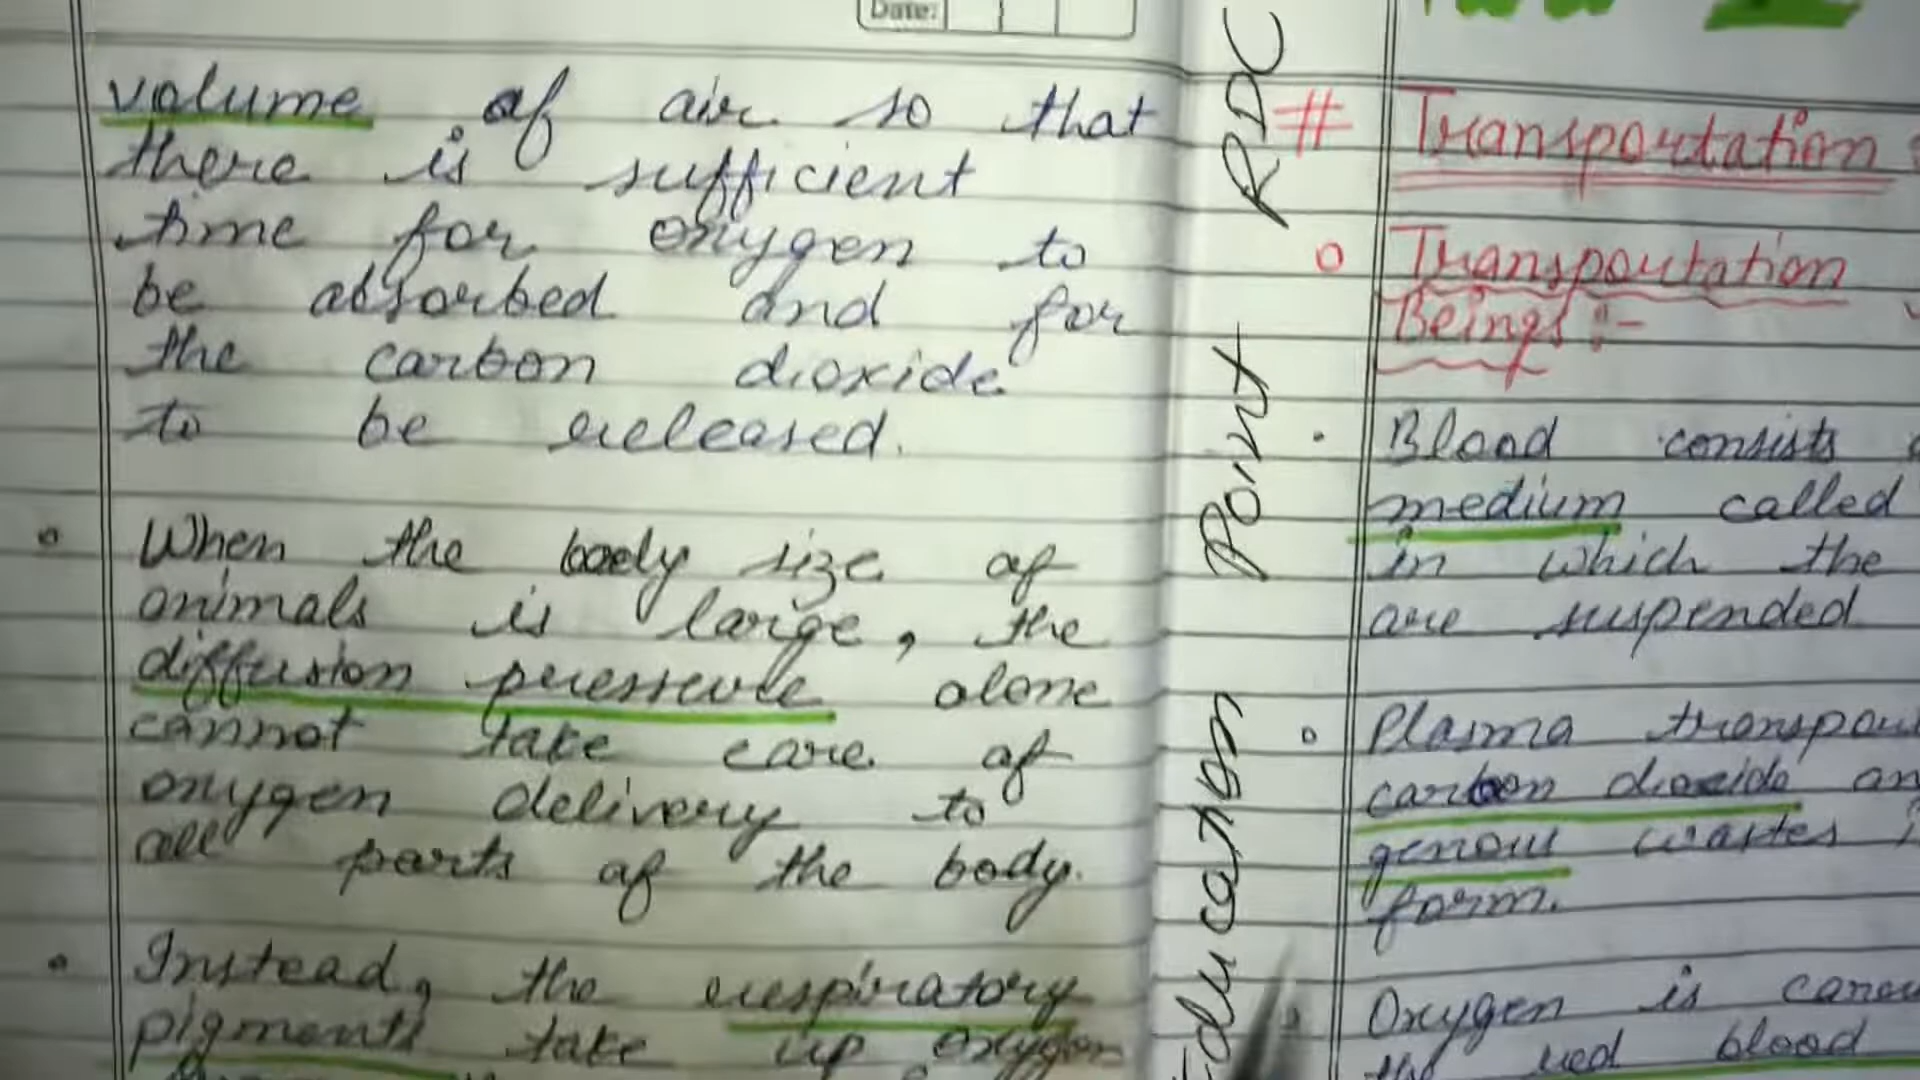 Date:
volume of air so that
there is sufficient
time for oxygen to
be absorbed and for
the carbon dioxide
to be released.
When the body size of
animals is large, the
diffusion pressure alone
cannot take care of
oxygen delivery to
all parts of the body.
Instead, the respiratory
pigments take up oxygen
Education Point RDC
# Transportation
Transportation
Beings:-
Blood consists
medium called
in which the
are suspended
Plasma transpor
carbon dioxide an
genous wastes
form.
Oxygen is
the red blood